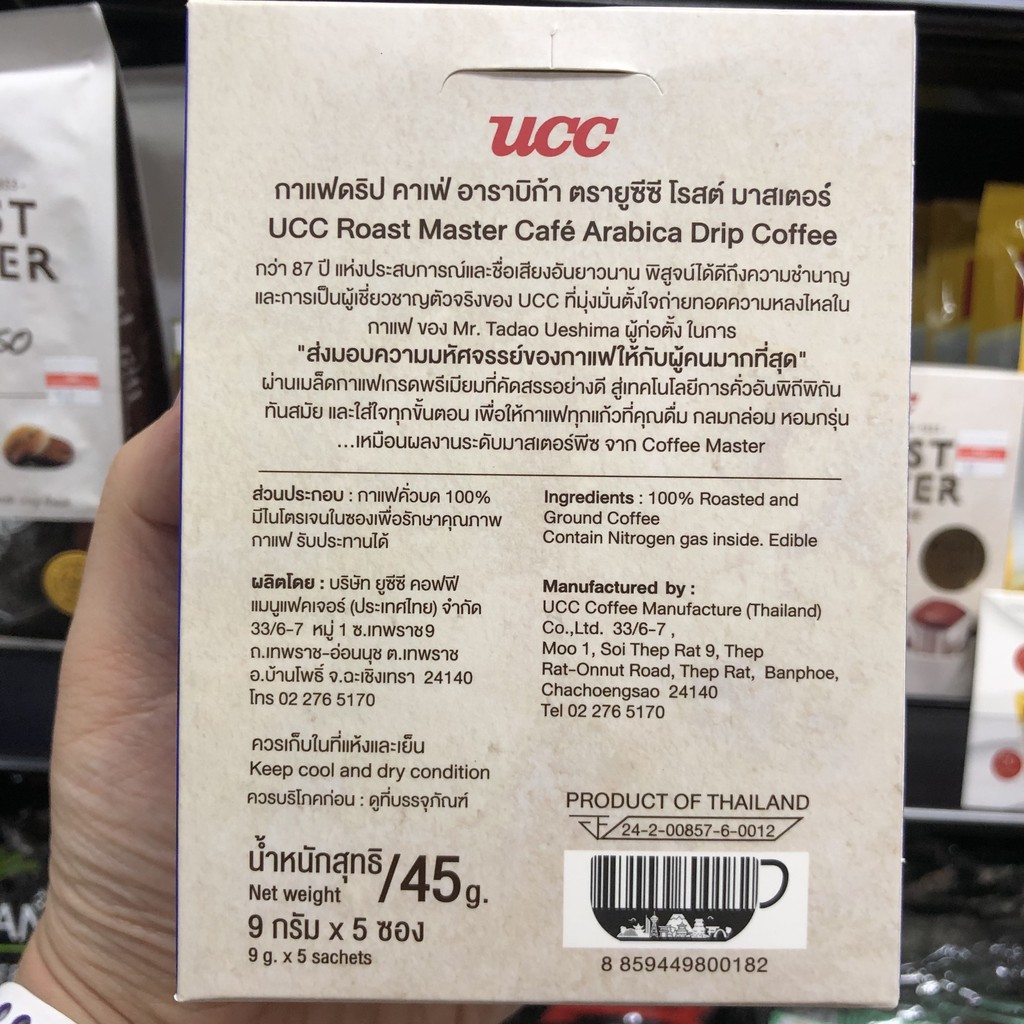 ucc
กาแฟดริป คาเฟ่ อาราบิก้า ตรายูซีซี โรสต์ มาสเตอร์
UCC Roast Master Café Arabica Drip Coffee
กว่า 87 ปี แห่งประสบการณ์และชื่อเสียงอันยาวนาน พิสูจน์ได้ดีถึงความชำนาญ
และการเป็นผู้เชี่ยวชาญตัวจริงของ UCC ที่มุ่งมั่นตั้งใจถ่ายทอดความหลงไหลใน
กาแฟ ของ Mr. Tadao Ueshima ผู้ก่อตั้ง ในการ
"ส่งมอบความมหัศจรรย์ของกาแฟให้กับผู้คนมากที่สุด"
ผ่านเมล็ดกาแฟเกรดพรีเมียมที่คัดสรรอย่างดี สู่เทคโนโลยีการคั่วอันพิถีพิถัน
ทันสมัย และใส่ใจทุกขั้นตอน เพื่อให้กาแฟทุกแก้วที่คุณดื่ม กลมกล่อม หอมกรุ่น
...เหมือนผลงานระดับมาสเตอร์พีซ จาก Coffee Master
ส่วนประกอบ : กาแฟคั่วบด 100%
มีไนโตรเจนในซองเพื่อรักษาคุณภาพ
กาแฟ รับประทานได้
Ingredients : 100% Roasted and
Ground Coffee
Contain Nitrogen gas inside. Edible
ผลิตโดย : บริษัท ยูซีซี คอฟฟี
แมนูแฟคเจอร์ (ประเทศไทย) จำกัด
33/6-7 หมู่ 1 ซ.เทพราช9
ถ.เทพราช-อ่อนนุช ต.เทพราช
อ.บ้านโพธิ์ จ.ฉะเชิงเทรา 24140
โทร 02 276 5170
Manufactured by :
UCC Coffee Manufacture (Thailand)
Co.,Ltd. 33/6-7 ,
Moo 1, Soi Thep Rat 9, Thep
Rat-Onnut Road, Thep Rat, Banphoe,
Chachoengsao 24140
Tel 02 276 5170
ควรเก็บในที่แห้งและเย็น
Keep cool and dry condition
ควรบริโภคก่อน : ดูที่บรรจุภัณฑ์
PRODUCT OF THAILAND
24-2-00857-6-0012
น้ำหนักสุทธิ/45g.
Net weight
9 กรัม x 5 ซอง
9 g. x 5 sachets
8 859449800182
ST
ER
so
ST
ER
AN